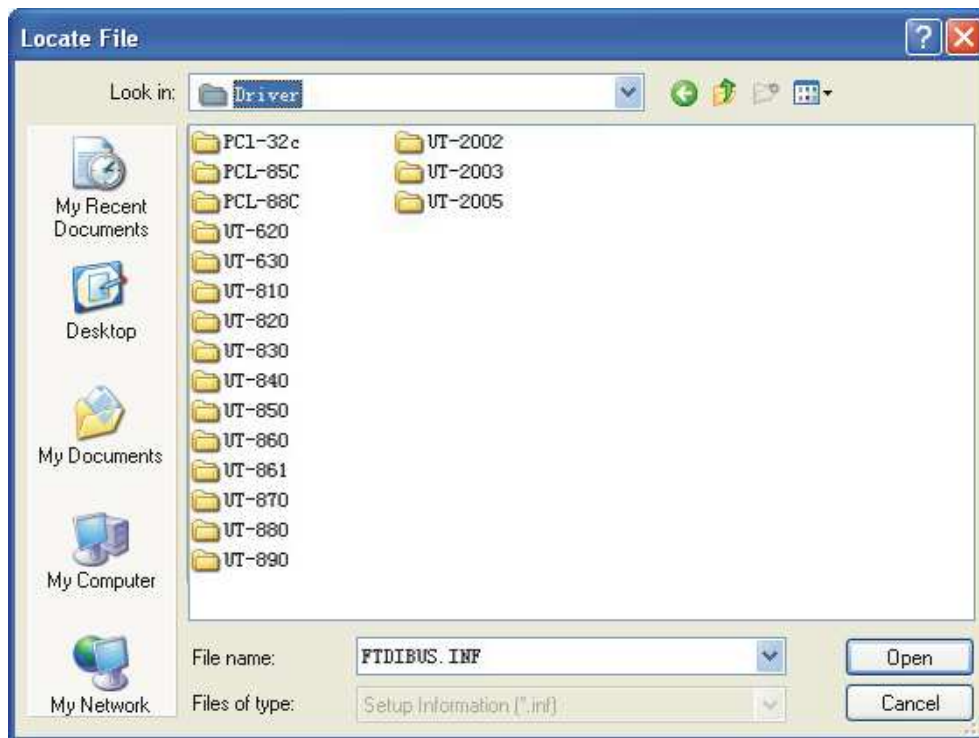 Locate File
Look in:
Driver
My Recent
Documents
Desktop
My Documents
My Computer
My Network
PC1-32c
PCL-85C
PCL-88C
UT-620
UT-630
UT-810
UT-820
UT-830
UT-840
UT-850
UT-860
UT-861
UT-870
UT-880
UT-890
UT-2002
UT-2003
UT-2005
File name:
FTDIBUS.INF
Open
Files of type:
Setup Information (*.inf)
Cancel